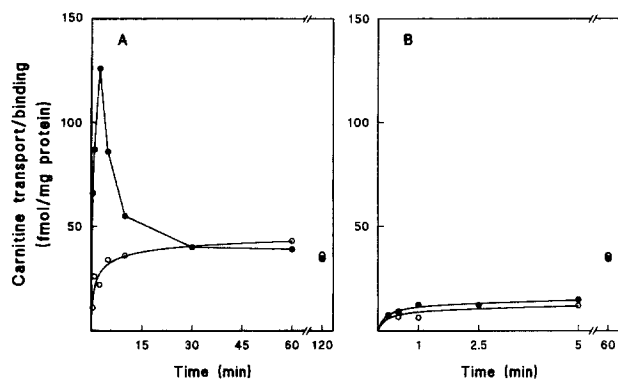 Carnitine transport/binding
(fmol/mg protein)
A
150
100
50
15
30
45
60
120
Time (min)
B
150
100
50
1
2.5
5
60
Time (min)